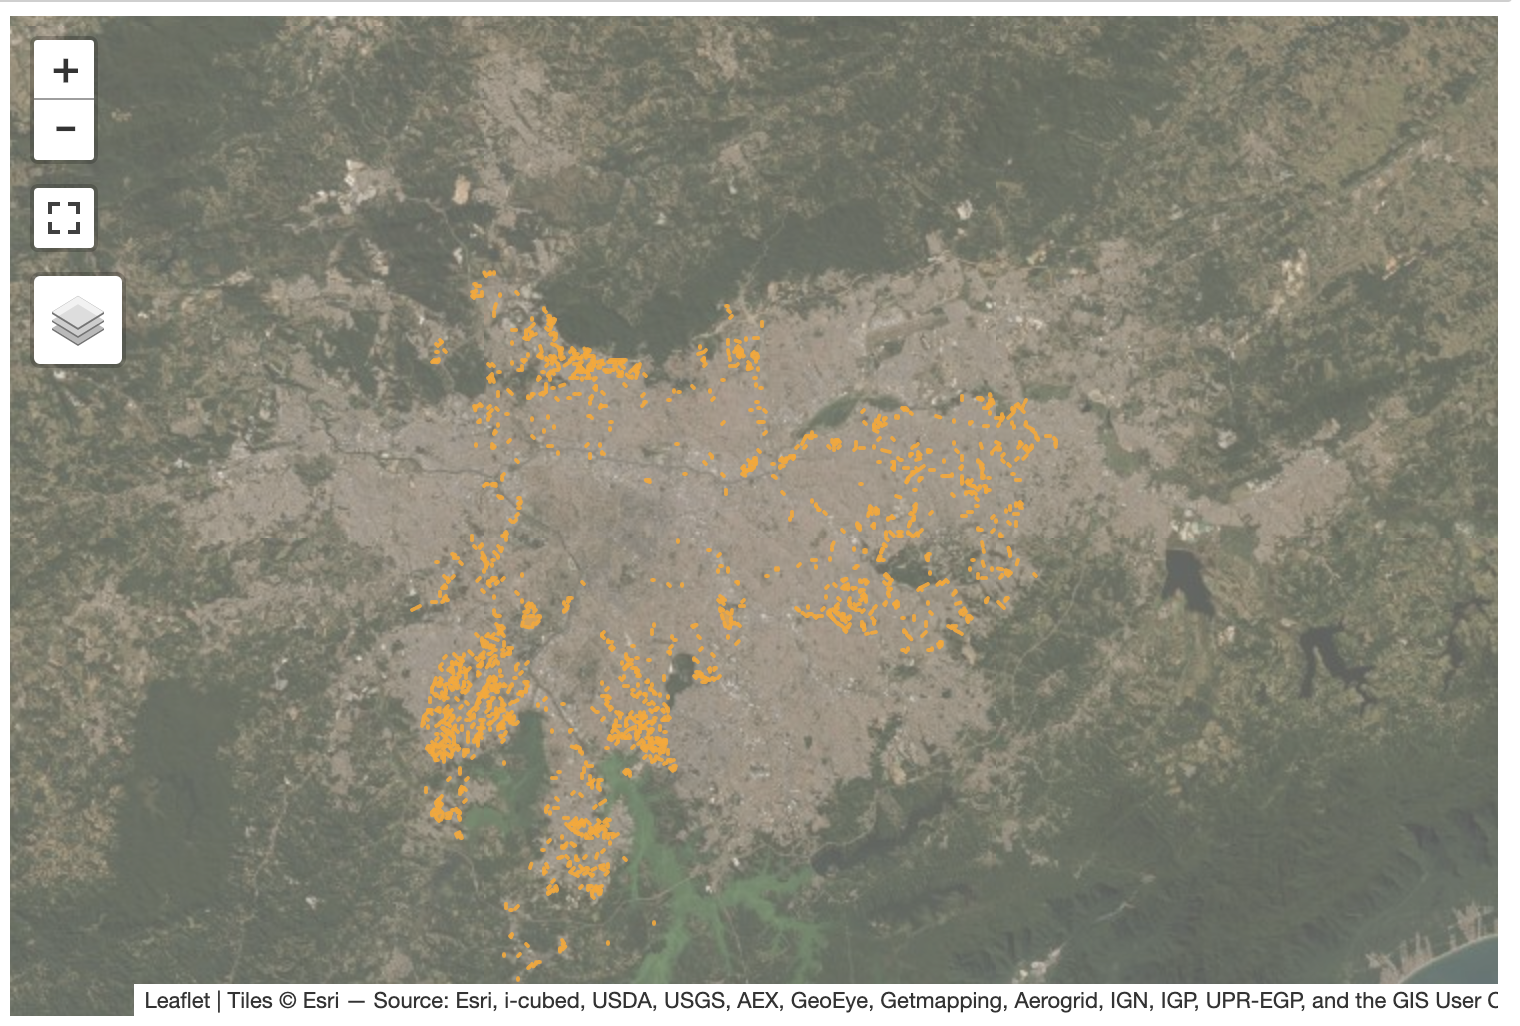 +
−
Leaflet | Tiles © Esri — Source: Esri, i-cubed, USDA, USGS, AEX, GeoEye, Getmapping, Aerogrid, IGN, IGP, UPR-EGP, and the GIS User C